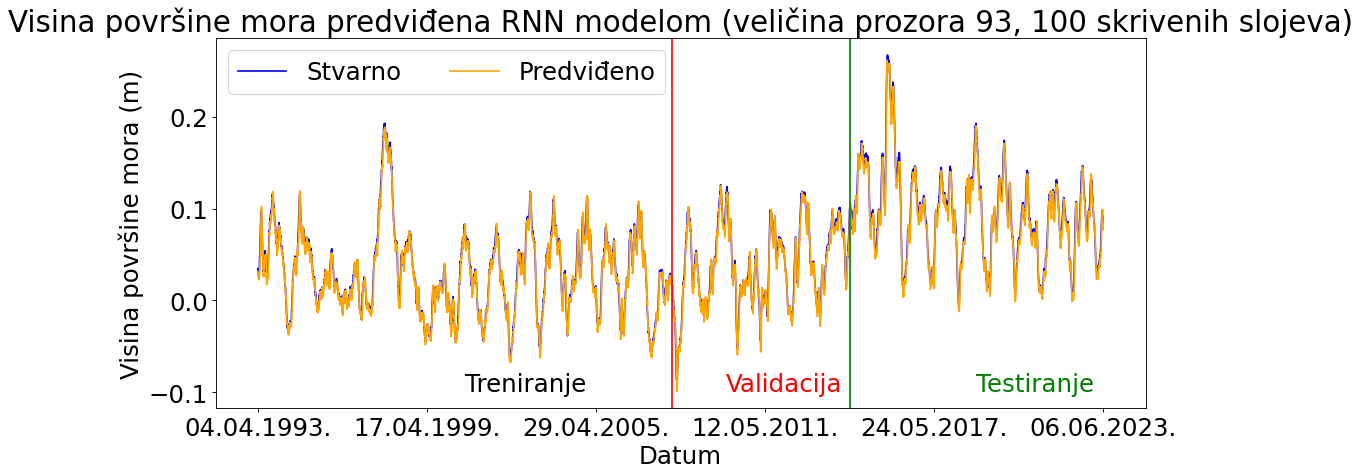 Visina površine mora predviđena RNN modelom (veličina prozora 93, 100 skrivenih slojeva)
Stvarno Predviđeno
Visina površine mora (m)
0.2
0.1
0.0
−0.1
Treniranje Validacija Testiranje
04.04.1993. 17.04.1999. 29.04.2005. 12.05.2011. 24.05.2017. 06.06.2023.
Datum